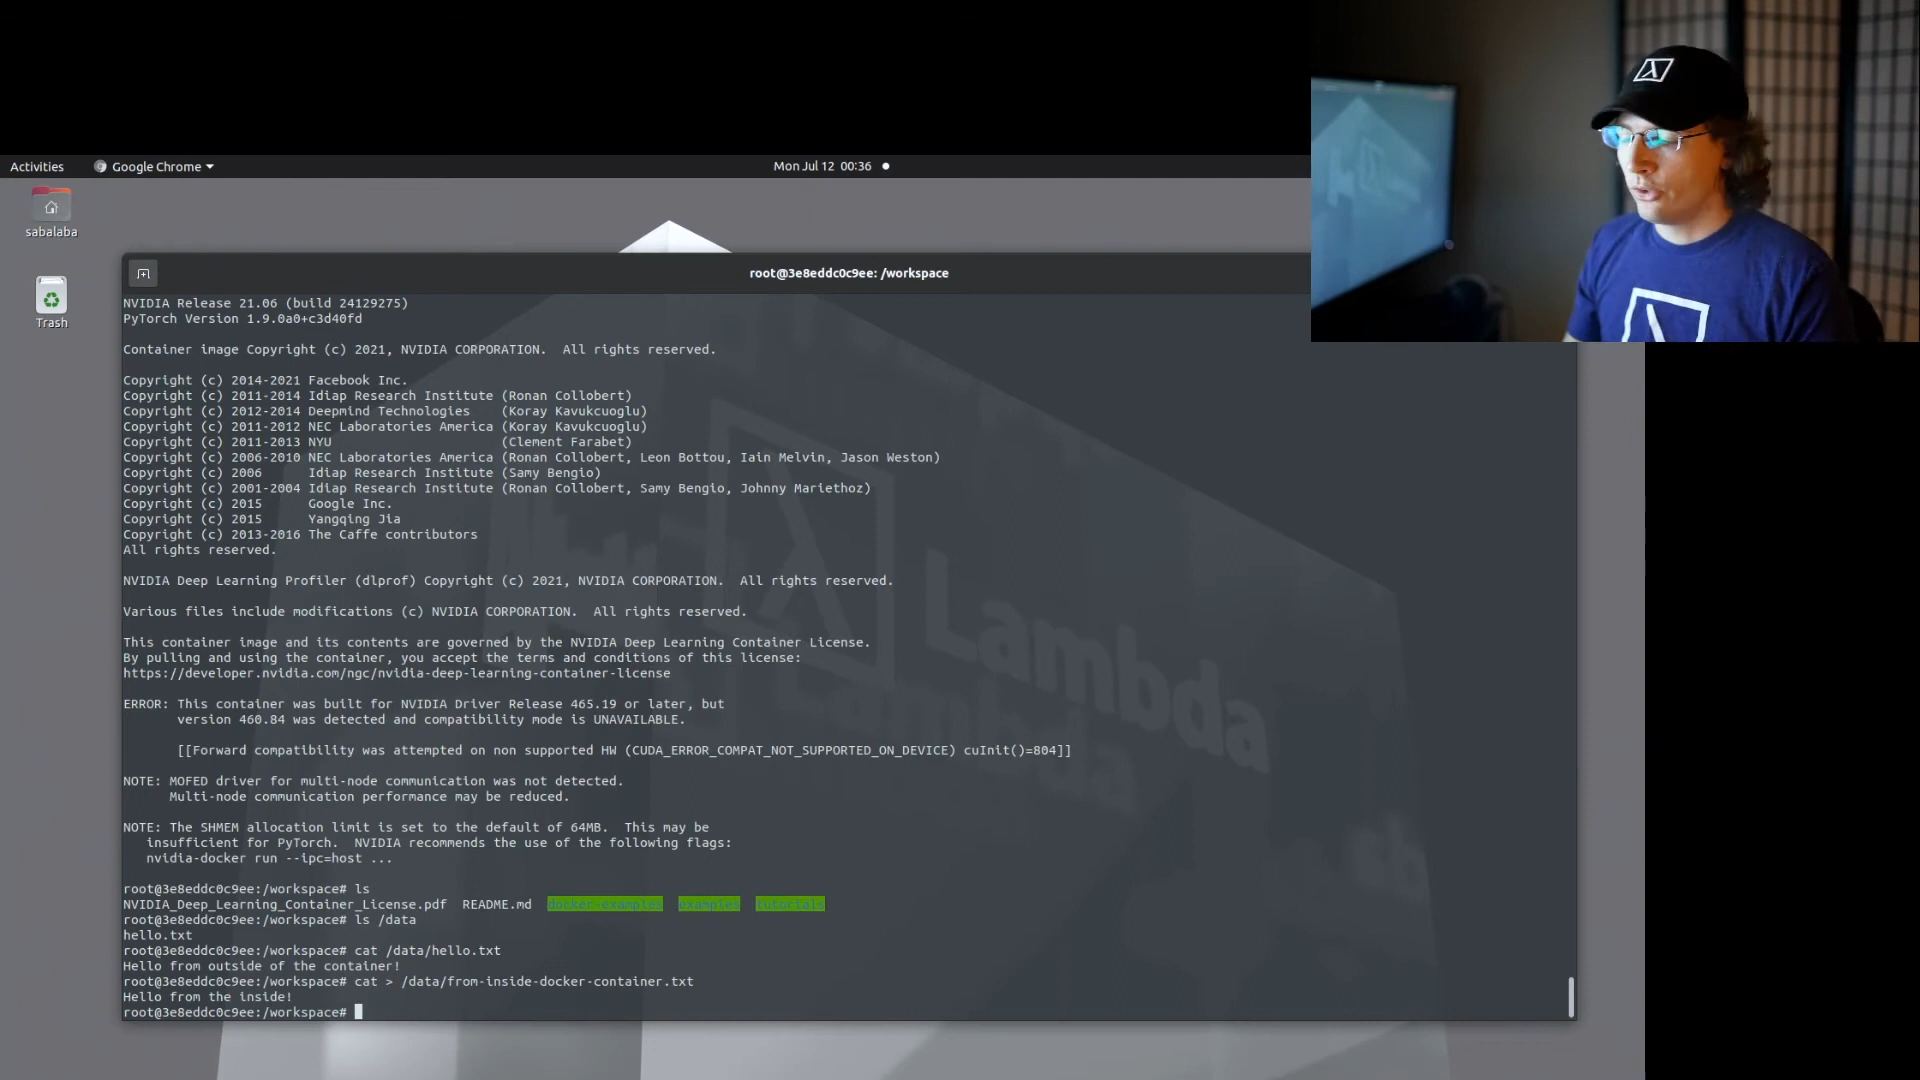 Activities
Google Chrome
Mon Jul 12 00:36
sabalaba
Trash
root@3e8eddc0c9ee: /workspace
NVIDIA Release 21.06 (build 24129275)
PyTorch Version 1.9.0a0+c3d40fd
Container image Copyright (c) 2021, NVIDIA CORPORATION.  All rights reserved.
Copyright (c) 2014-2021 Facebook Inc.
Copyright (c) 2011-2014 Idiap Research Institute (Ronan Collobert)
Copyright (c) 2012-2014 Deepmind Technologies    (Koray Kavukcuoglu)
Copyright (c) 2011-2012 NEC Laboratories America (Koray Kavukcuoglu)
Copyright (c) 2011-2013 NYU                      (Clement Farabet)
Copyright (c) 2006-2010 NEC Laboratories America (Ronan Collobert, Leon Bottou, Iain Melvin, Jason Weston)
Copyright (c) 2006      Idiap Research Institute (Samy Bengio)
Copyright (c) 2001-2004 Idiap Research Institute (Ronan Collobert, Samy Bengio, Johnny Mariethoz)
Copyright (c) 2015      Google Inc.
Copyright (c) 2015      Yangqing Jia
Copyright (c) 2013-2016 The Caffe contributors
All rights reserved.
NVIDIA Deep Learning Profiler (dlprof) Copyright (c) 2021, NVIDIA CORPORATION.  All rights reserved.
Various files include modifications (c) NVIDIA CORPORATION.  All rights reserved.
This container image and its contents are governed by the NVIDIA Deep Learning Container License.
By pulling and using the container, you accept the terms and conditions of this license:
https://developer.nvidia.com/ngc/nvidia-deep-learning-container-license
ERROR: This container was built for NVIDIA Driver Release 465.19 or later, but
version 460.84 was detected and compatibility mode is UNAVAILABLE.
[[Forward compatibility was attempted on non supported HW (CUDA_ERROR_COMPAT_NOT_SUPPORTED_ON_DEVICE) cuInit()=804]]
NOTE: MOFED driver for multi-node communication was not detected.
Multi-node communication performance may be reduced.
NOTE: The SHMEM allocation limit is set to the default of 64MB.  This may be
insufficient for PyTorch.  NVIDIA recommends the use of the following flags:
nvidia-docker run --ipc=host ...
root@3e8eddc0c9ee:/workspace# ls
NVIDIA_Deep_Learning_Container_License.pdf  README.md  docker-examples  examples  tutorials
root@3e8eddc0c9ee:/workspace# ls /data
hello.txt
root@3e8eddc0c9ee:/workspace# cat /data/hello.txt
Hello from outside of the container!
root@3e8eddc0c9ee:/workspace# cat > /data/from-inside-docker-container.txt
Hello from the inside!
root@3e8eddc0c9ee:/workspace#
Lambda